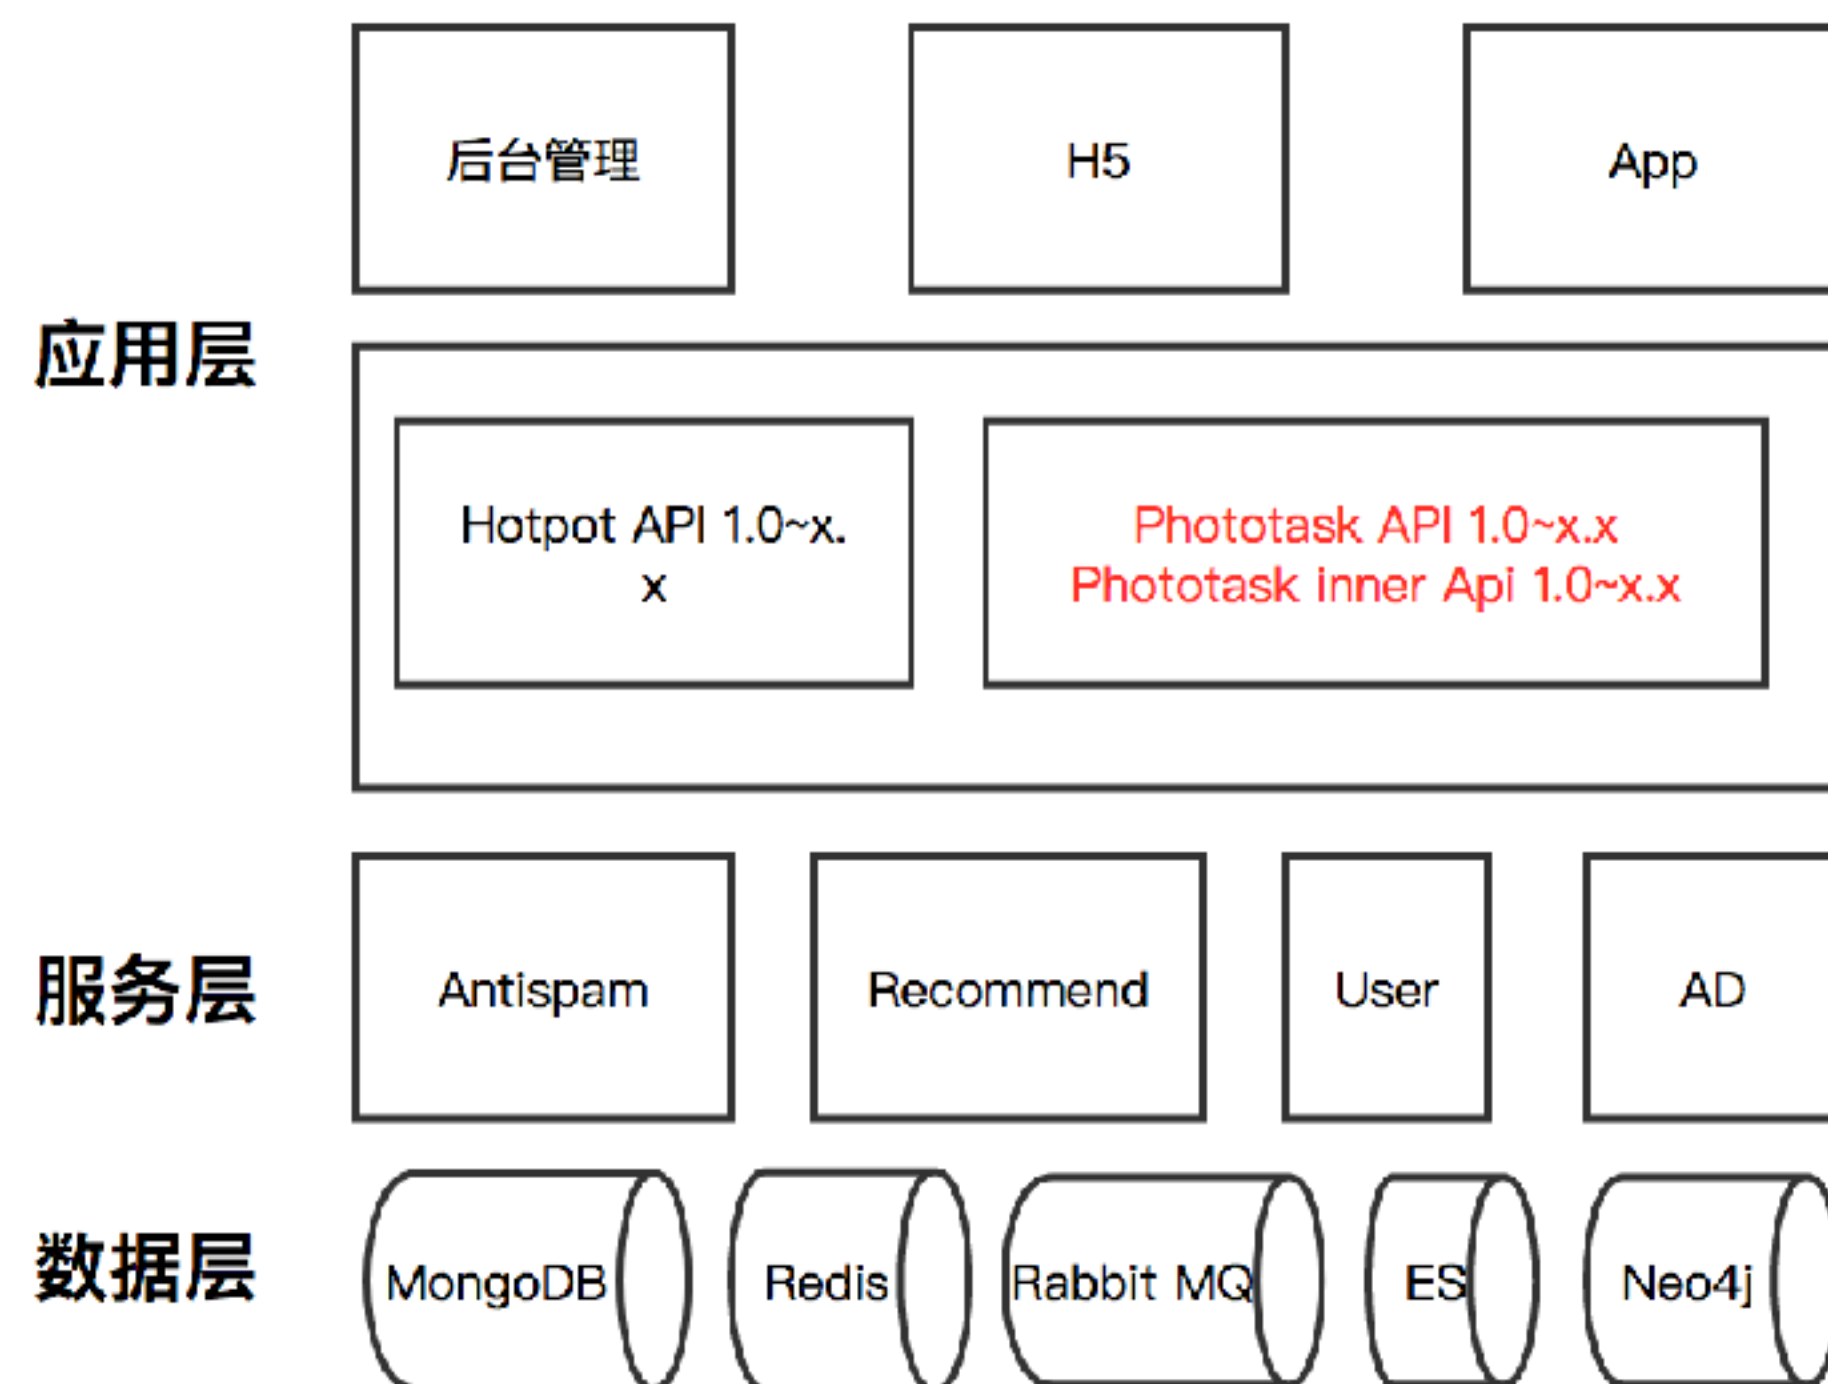 后台管理
H5
App
应用层
Hotpot API 1.0~x.
x
Phototask API 1.0~x.x
Phototask inner Api 1.0~x.x
服务层
Antispam
Recommend
User
AD
数据层
MongoDB
Redis
Rabbit MQ
ES
Neo4j